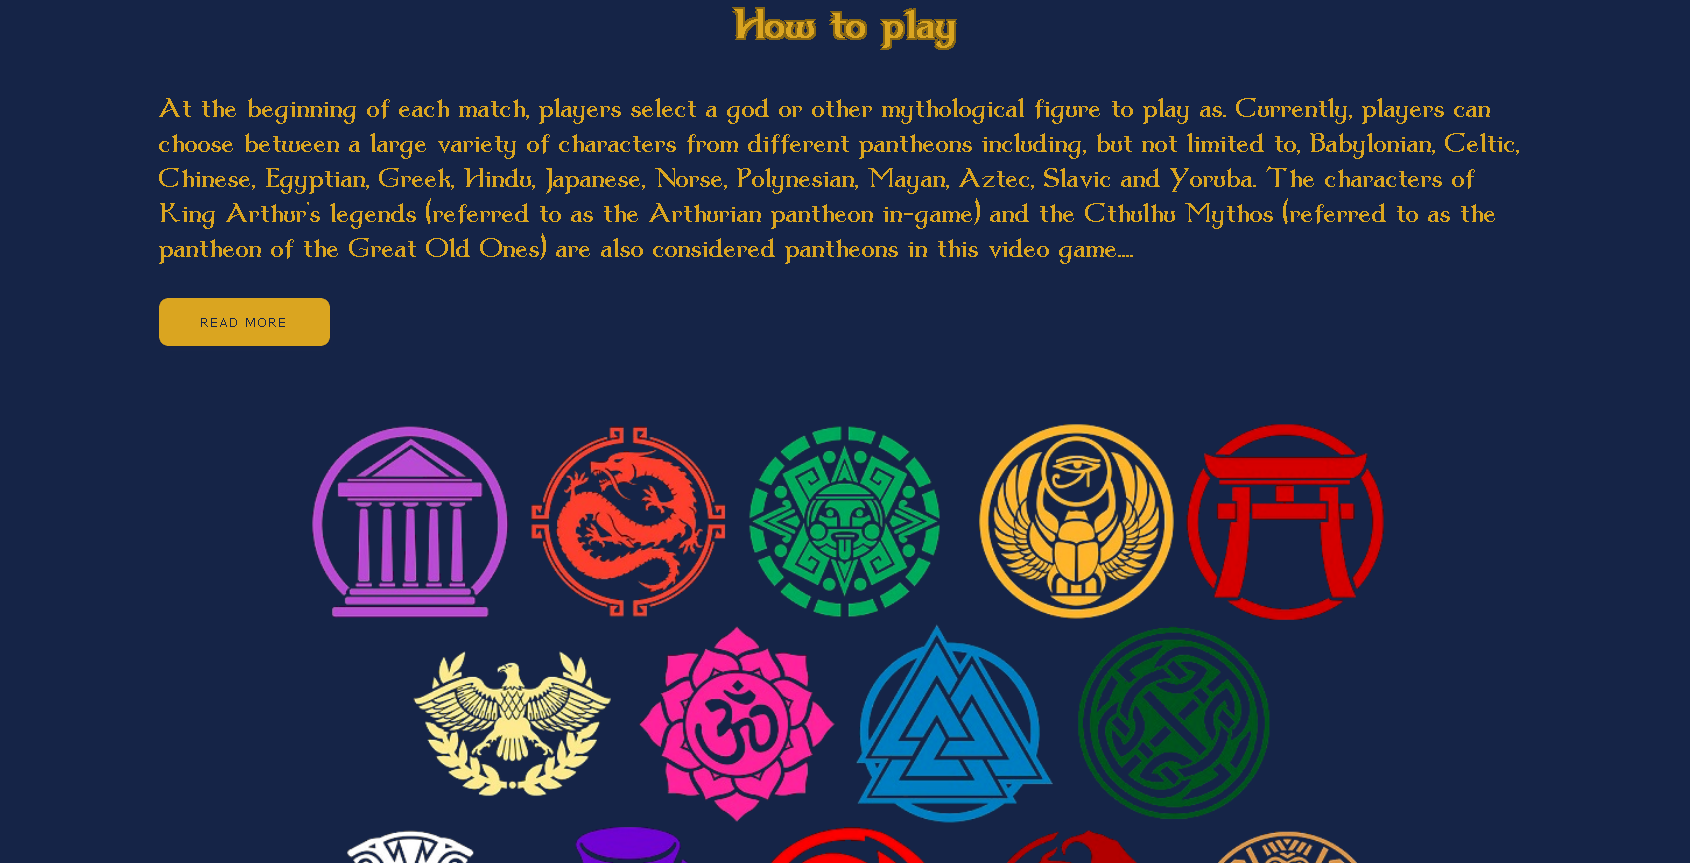 How to play
At the beginning of each match, players select a god or other mythological figure to play as. Currently, players can
choose between a large variety of characters from different pantheons including, but not limited to, Babylonian, Celtic,
Chinese, Egyptian, Greek, Hindu, Japanese, Norse, Polynesian, Mayan, Aztec, Slavic and Yoruba. The characters of
King Arthur's legends (referred to as the Arthurian pantheon in-game) and the Cthulhu Mythos (referred to as the
pantheon of the Great Old Ones) are also considered pantheons in this video game....
READ MORE
ॐ